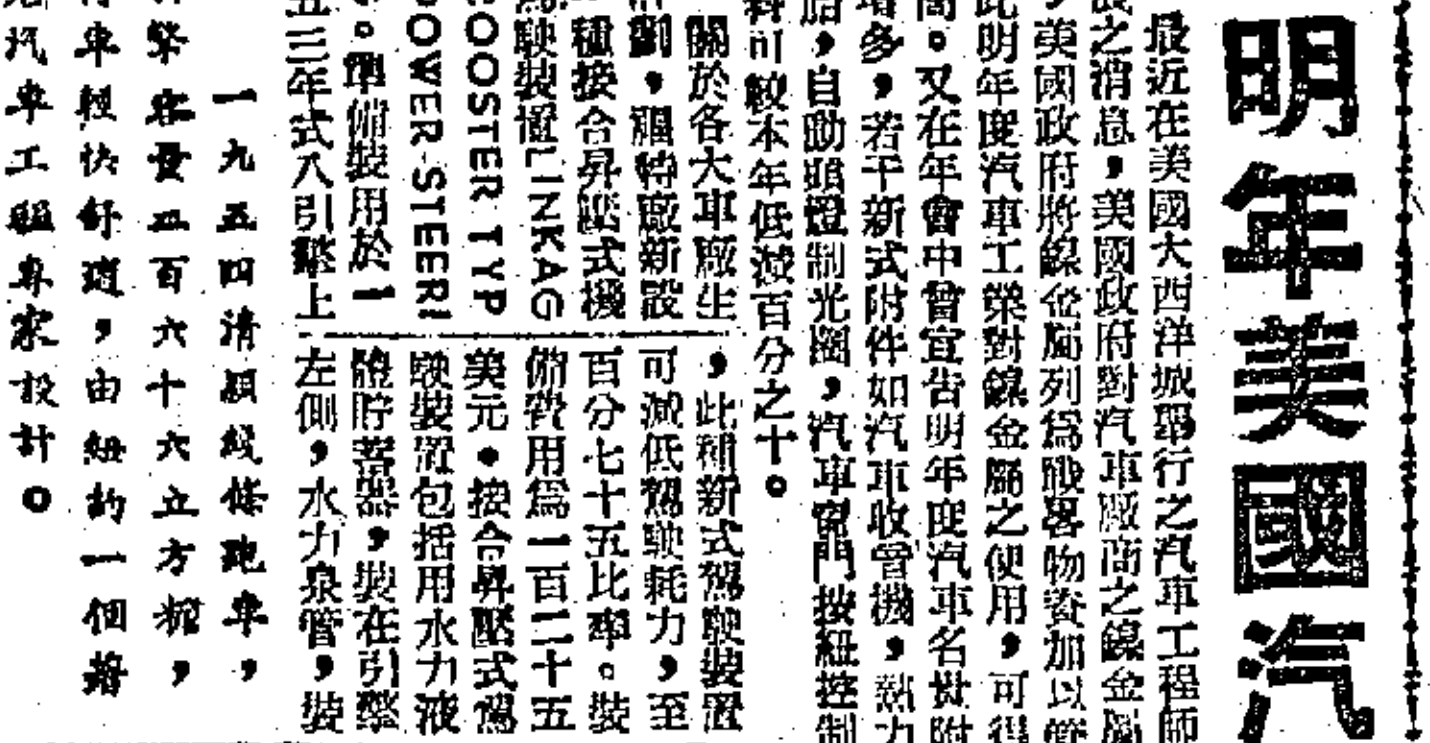 明年美國汽
最近在美國大西洋城舉行之汽車工程師
之消息，美國政府對汽車廠商之鎳金屬
，美國政府將鎳金屬列爲戰略物資加以管
此明年度汽車工業對鎳金屬之使用，可得
高。又在年會中曾宣告明年度汽車名貴附
增多，若干新式附件如汽車收音機，熱力
胎，自動頭燈制光圈，汽車窗門按鈕控制
料可較本年低減百分之十。
關於各大車廠生
劃，福特廠新設
種接合昇壓式機
駛裝置LINKAG
OOSTER TYP
POWER-STEERI
。準備裝用於一
五三年式八引擎上
，此種新式駕駛裝置
可減低駕駛耗力，至
百分七十五比率。裝
備費用爲一百二十五
美元。接合昇壓式駕
駛裝置包括用水力液
體貯蓄器，裝在引擎
左側，水力泉管，裝
一九五四清穎綫條跑車，
擎容量四百六十六立方糎，
車輕快舒適，由紐約一個
汽車工程專家設計。